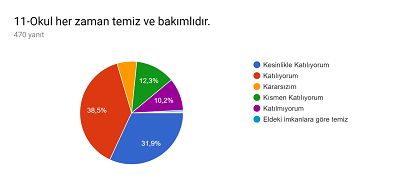 11-Okul her zaman temiz ve bakımlıdır.
470 yanıt
12,3%
10,2%
38,5%
31,9%
Kesinlikle Katılıyorum
Katılıyorum
Kararsızım
Kısmen Katılıyorum
Katılmıyorum
Eldeki imkanlara göre temiz